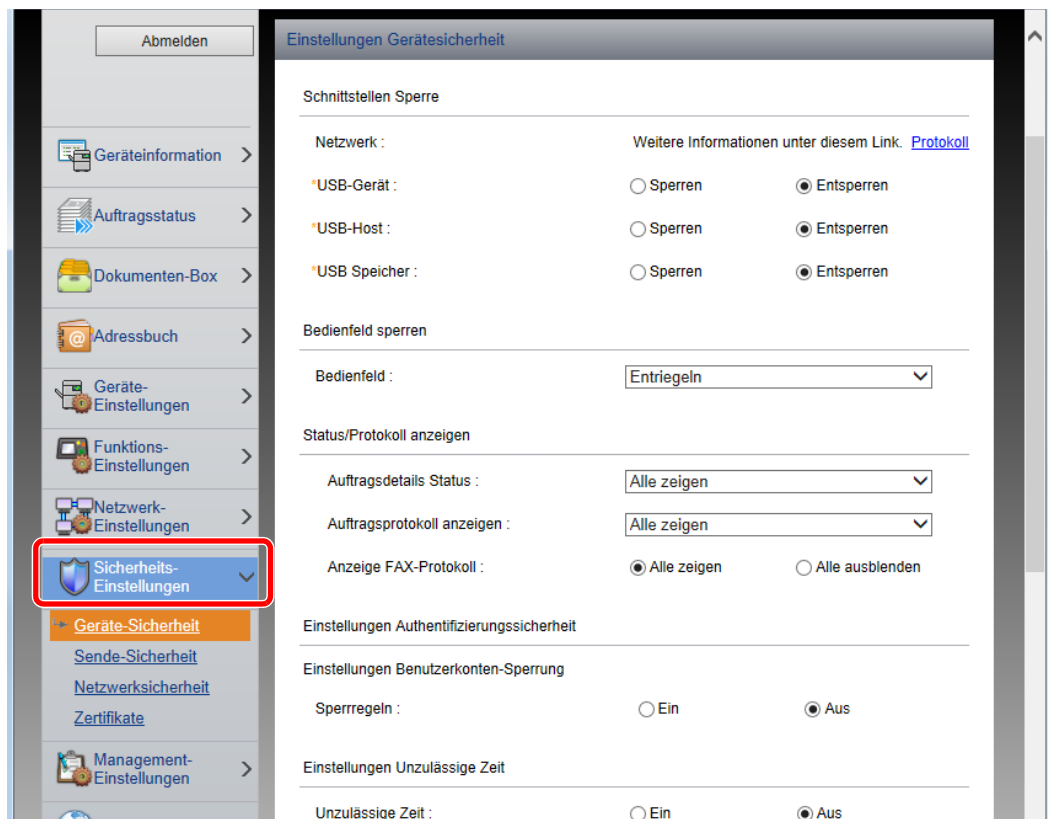 Abmelden
Geräteinformation
Auftragsstatus
Dokumenten-Box
Adressbuch
Geräte-
Einstellungen
Funktions-
Einstellungen
Netzwerk-
Einstellungen
Sicherheits-
Einstellungen
Geräte-Sicherheit
Sende-Sicherheit
Netzwerksicherheit
Zertifikate
Management-
Einstellungen
Einstellungen Gerätesicherheit
Schnittstellen Sperre
Netzwerk : Weitere Informationen unter diesem Link. Protokoll
*USB-Gerät : Sperren Entsperren
*USB-Host : Sperren Entsperren
*USB Speicher : Sperren Entsperren
Bedienfeld sperren
Bedienfeld : Entriegeln
Status/Protokoll anzeigen
Auftragsdetails Status : Alle zeigen
Auftragsprotokoll anzeigen : Alle zeigen
Anzeige FAX-Protokoll : Alle zeigen Alle ausblenden
Einstellungen Authentifizierungssicherheit
Einstellungen Benutzerkonten-Sperrung
Sperrregeln : Ein Aus
Einstellungen Unzulässige Zeit
Unzulässige Zeit : Ein Aus